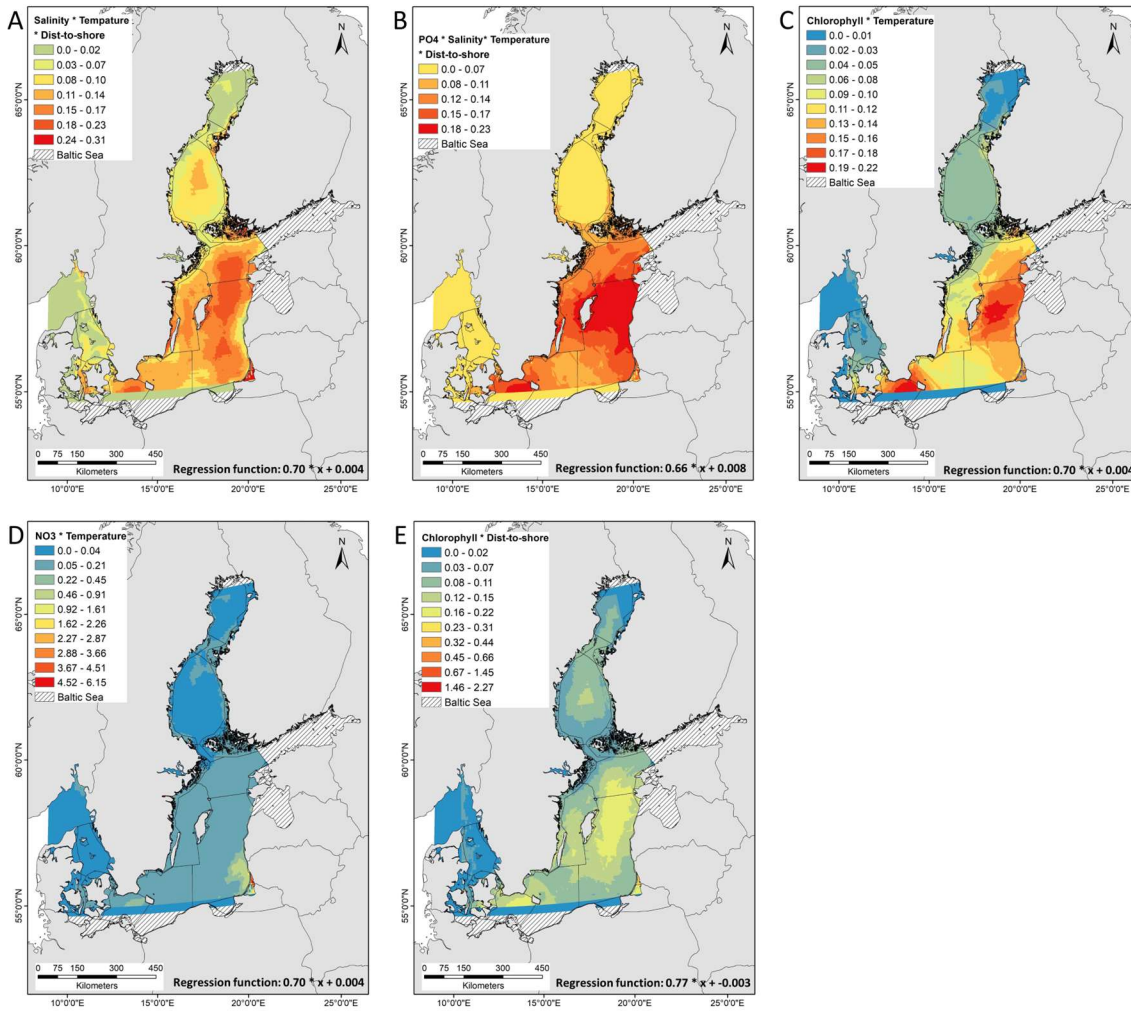 A
Salinity * Tempature
* Dist-to-shore
0.0 - 0.02
0.03 - 0.07
0.08 - 0.10
0.11 - 0.14
0.15 - 0.17
0.18 - 0.23
0.24 - 0.31
Baltic Sea
N
65°0'0"N
60°0'0"N
55°0'0"N
0 75 150 300 450
Kilometers
Regression function: 0.70 * x + 0.004
10°0'0"E 15°0'0"E 20°0'0"E 25°0'0"E
B
PO4 * Salinity* Temperature
* Dist-to-shore
0.0 - 0.07
0.08 - 0.11
0.12 - 0.14
0.15 - 0.17
0.18 - 0.23
Baltic Sea
N
65°0'0"N
60°0'0"N
55°0'0"N
0 75 150 300 450
Kilometers
Regression function: 0.66 * x + 0.008
10°0'0"E 15°0'0"E 20°0'0"E 25°0'0"E
C
Chlorophyll * Temperature
0.0 - 0.01
0.02 - 0.03
0.04 - 0.05
0.06 - 0.08
0.09 - 0.10
0.11 - 0.12
0.13 - 0.14
0.15 - 0.16
0.17 - 0.18
0.19 - 0.22
Baltic Sea
N
65°0'0"N
60°0'0"N
55°0'0"N
0 75 150 300 450
Kilometers
Regression function: 0.70 * x + 0.004
10°0'0"E 15°0'0"E 20°0'0"E 25°0'0"E
D
NO3 * Temperature
0.0 - 0.04
0.05 - 0.21
0.22 - 0.45
0.46 - 0.91
0.92 - 1.61
1.62 - 2.26
2.27 - 2.87
2.88 - 3.66
3.67 - 4.51
4.52 - 6.15
Baltic Sea
N
65°0'0"N
60°0'0"N
55°0'0"N
0 75 150 300 450
Kilometers
Regression function: 0.70 * x + 0.004
10°0'0"E 15°0'0"E 20°0'0"E 25°0'0"E
E
Chlorophyll * Dist-to-shore
0.0 - 0.02
0.03 - 0.07
0.08 - 0.11
0.12 - 0.15
0.16 - 0.22
0.23 - 0.31
0.32 - 0.44
0.45 - 0.66
0.67 - 1.45
1.46 - 2.27
Baltic Sea
N
65°0'0"N
60°0'0"N
55°0'0"N
0 75 150 300 450
Kilometers
Regression function: 0.77 * x + -0.003
10°0'0"E 15°0'0"E 20°0'0"E 25°0'0"E